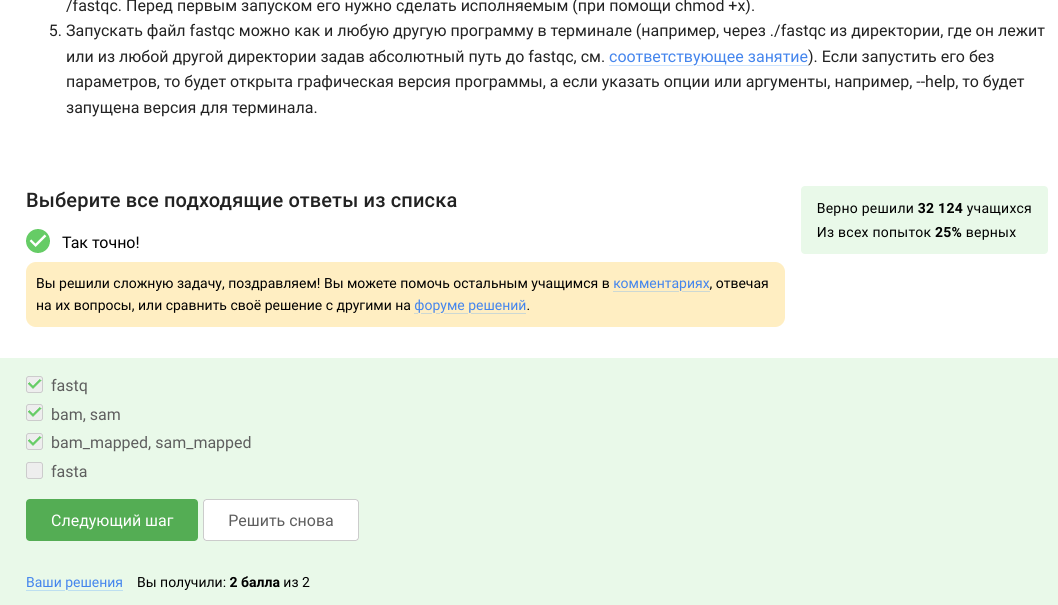 /fastqc. Перед первым запуском его нужно сделать исполняемым (при помощи chmod +x).
5. Запускать файл fastqc можно как и любую другую программу в терминале (например, через ./fastqc из директории, где он лежит
или из любой другой директории задав абсолютный путь до fastqc, см. соответствующее занятие). Если запустить его без
параметров, то будет открыта графическая версия программы, а если указать опции или аргументы, например, --help, то будет
запущена версия для терминала.
Выберите все подходящие ответы из списка
Верно решили 32 124 учащихся
Из всех попыток 25% верных
Так точно!
Вы решили сложную задачу, поздравляем! Вы можете помочь остальным учащимся в комментариях, отвечая
на их вопросы, или сравнить своё решение с другими на форуме решений.
fastq
bam, sam
bam_mapped, sam_mapped
fasta
Следующий шаг
Решить снова
Ваши решения Вы получили: 2 балла из 2